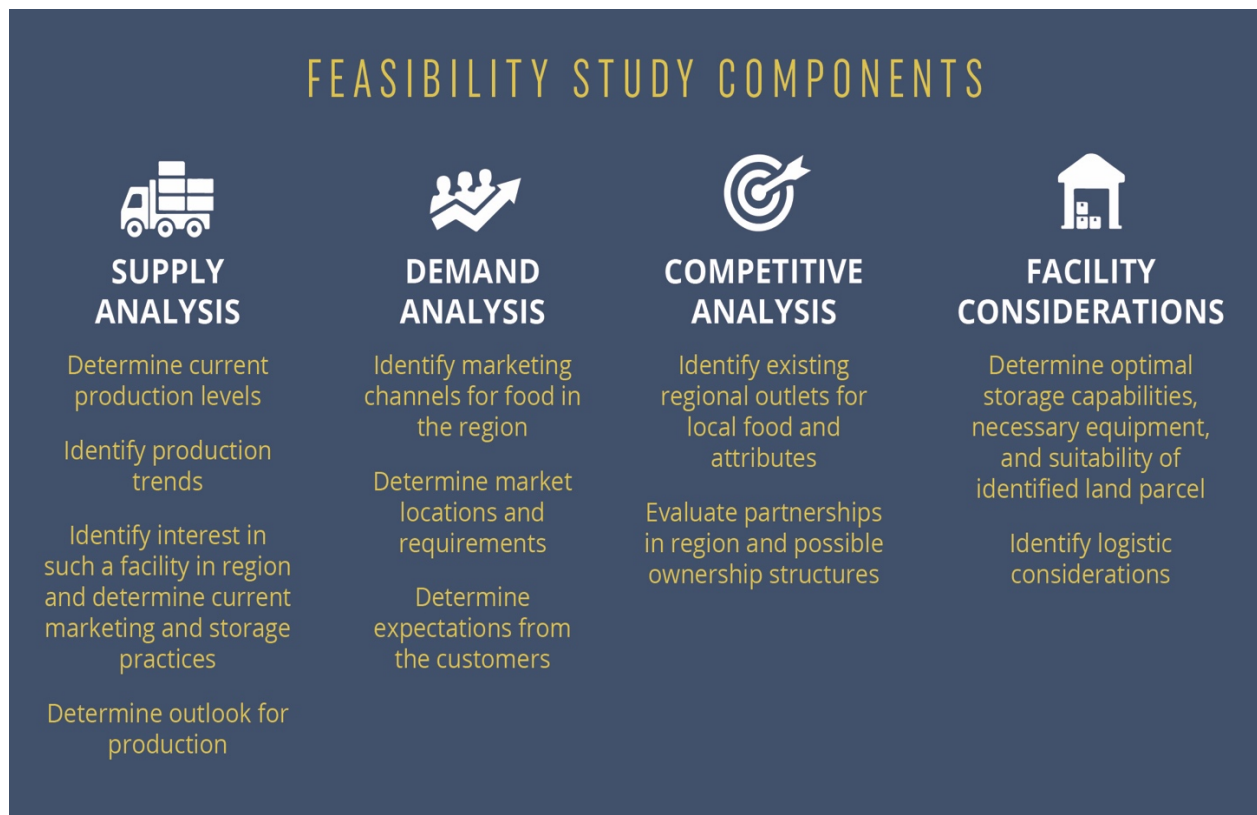 FEASIBILITY STUDY COMPONENTS
SUPPLY
ANALYSIS
Determine current
production levels
Identify production
trends
Identify interest in
such a facility in region
and determine current
marketing and storage
practices
Determine outlook for
production
DEMAND
ANALYSIS
Identify marketing
channels for food in
the region
Determine market
locations and
requirements
Determine
expectations from
the customers
COMPETITIVE
ANALYSIS
Identify existing
regional outlets for
local food and
attributes
Evaluate partnerships
in region and possible
ownership structures
FACILITY
CONSIDERATIONS
Determine optimal
storage capabilities,
necessary equipment,
and suitability of
identified land parcel
Identify logistic
considerations